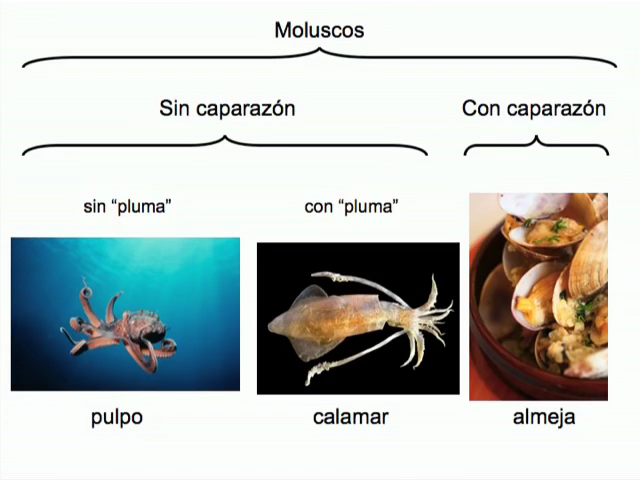 Moluscos
Sin caparazón
Con caparazón
sin “pluma”
con “pluma”
pulpo
calamar
almeja